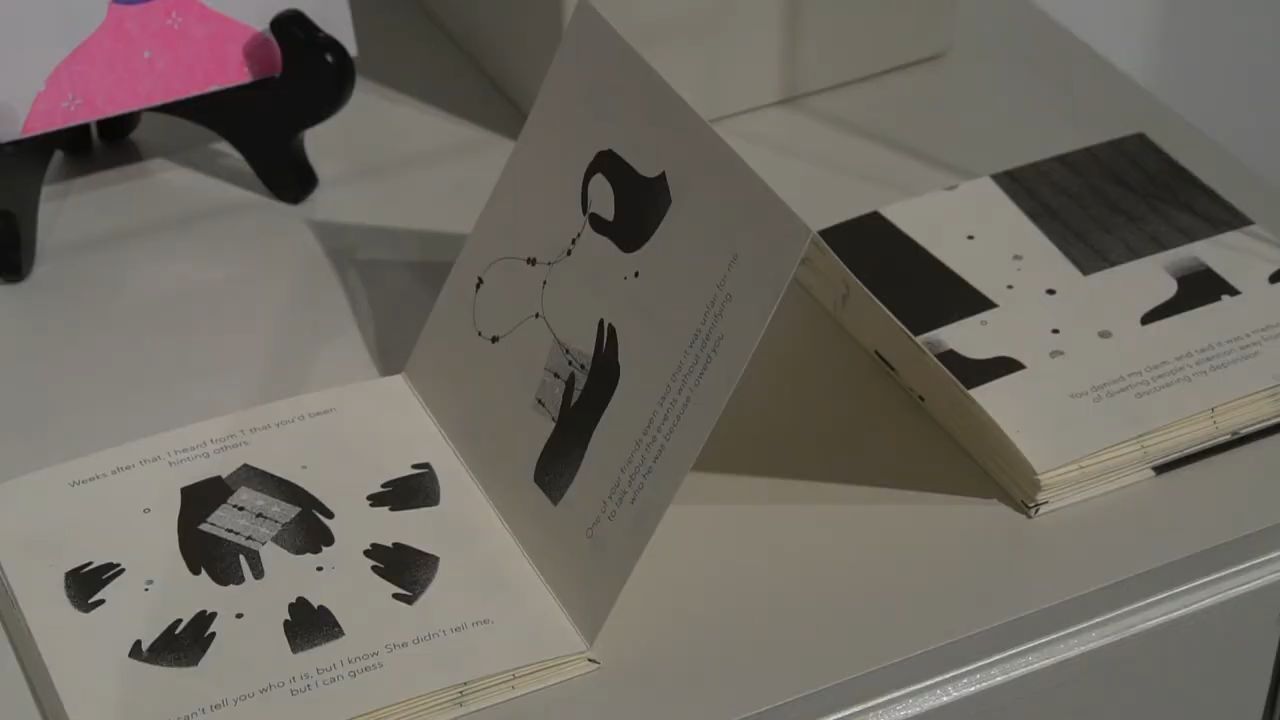 Weeks after that, I heard from T that you'd been
hinting others.
can't tell you who it is, but I know. She didn't tell me,
but I can guess
One of your friends even said that it was unfair for me
to talk about the events without identifying
who he was because I owed you
You denied my claim, and said it was a
of diverting people's attention away from
discovering my depression